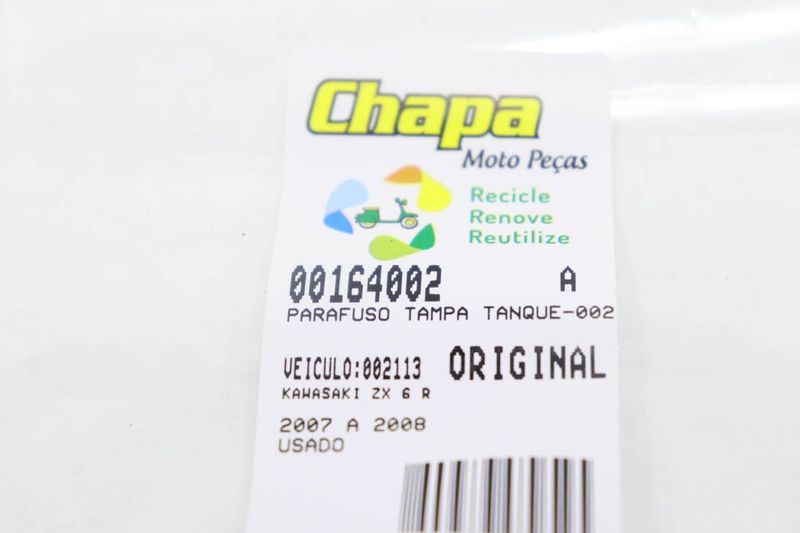 Chapa
Moto Peças
Recicle
Renove
Reutilize
00164002 A
PARAFUSO TAMPA TANQUE-002
VEICULO:002113 ORIGINAL
KAWASAKI ZX 6 R
2007 A 2008
USADO